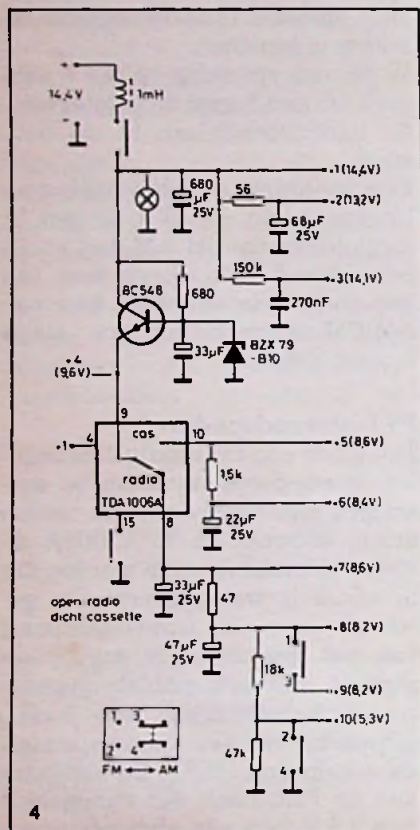 14,4V
+
-
1mH
680
µF
25V
56
+1(14,4V)
+2(13,2V)
68µF
25V
150k
+3(14,1V)
270nF
BC548
680
33µF
BZX 79
-B10
+4
(9,6V)
9
cas
10
+5(8,6V)
+1
4
radio
TDA1006A
1,5k
+6(8,4V)
22µF
25V
15
8
+7(8,6V)
33µF
25V
47
open radio
dicht cassette
+8(8,2V)
47µF
25V
18k
1
3
+9(8,2V)
+10(5,3V)
47k
2
4
1 3
2 4
FM AM
4